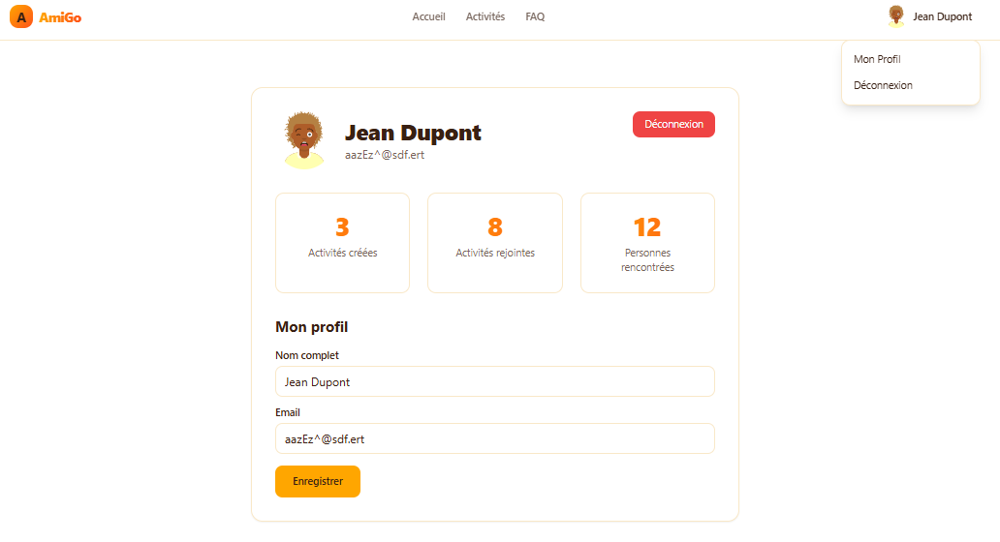 A AmiGo
Accueil Activités FAQ
Jean Dupont
Mon Profil
Déconnexion
Jean Dupont
aazEz^@sdf.ert
Déconnexion
3
Activités créées
8
Activités rejointes
12
Personnes
rencontrées
Mon profil
Nom complet
Jean Dupont
Email
aazEz^@sdf.ert
Enregistrer